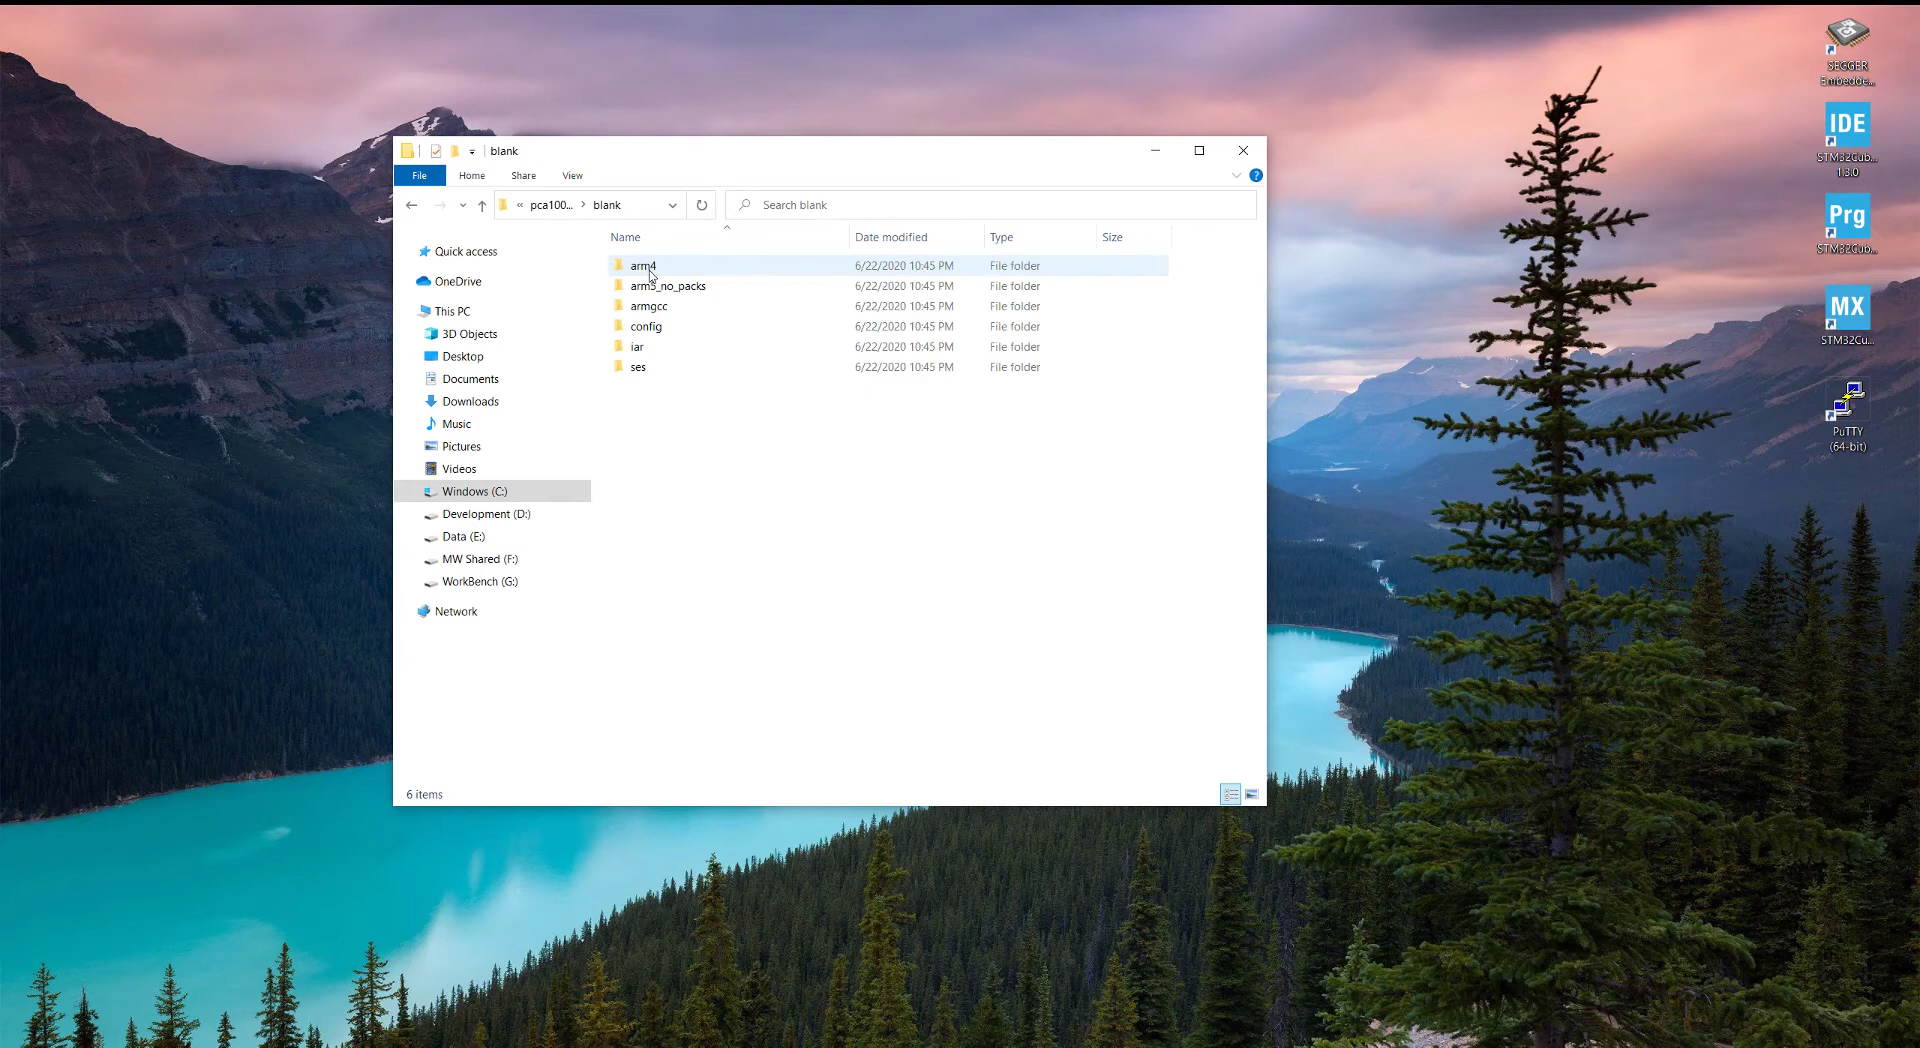 blank
File Home Share View
« pca100... > blank
Search blank
Name Date modified Type Size
arm4 6/22/2020 10:45 PM File folder
arm5_no_packs 6/22/2020 10:45 PM File folder
armgcc 6/22/2020 10:45 PM File folder
config 6/22/2020 10:45 PM File folder
iar 6/22/2020 10:45 PM File folder
ses 6/22/2020 10:45 PM File folder
Quick access
OneDrive
This PC
3D Objects
Desktop
Documents
Downloads
Music
Pictures
Videos
Windows (C:)
Development (D:)
Data (E:)
MW Shared (F:)
WorkBench (G:)
Network
6 items
SEGGER
Embedde...
IDE
STM32Cub...
1.3.0
Prg
STM32Cub...
MX
STM32Cu...
PuTTY
(64-bit)